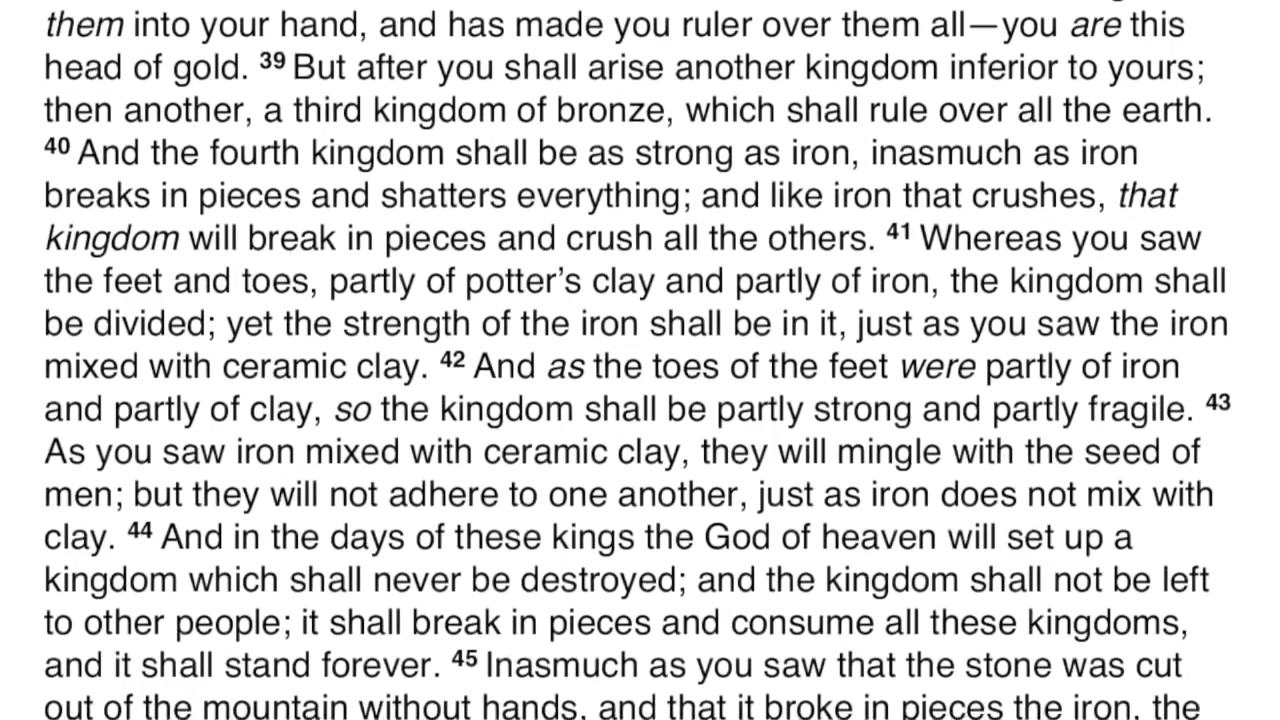 them into your hand, and has made you ruler over them all—you are this
head of gold. 39 But after you shall arise another kingdom inferior to yours;
then another, a third kingdom of bronze, which shall rule over all the earth.
40 And the fourth kingdom shall be as strong as iron, inasmuch as iron
breaks in pieces and shatters everything; and like iron that crushes, that
kingdom will break in pieces and crush all the others. 41 Whereas you saw
the feet and toes, partly of potter’s clay and partly of iron, the kingdom shall
be divided; yet the strength of the iron shall be in it, just as you saw the iron
mixed with ceramic clay. 42 And as the toes of the feet were partly of iron
and partly of clay, so the kingdom shall be partly strong and partly fragile. 43
As you saw iron mixed with ceramic clay, they will mingle with the seed of
men; but they will not adhere to one another, just as iron does not mix with
clay. 44 And in the days of these kings the God of heaven will set up a
kingdom which shall never be destroyed; and the kingdom shall not be left
to other people; it shall break in pieces and consume all these kingdoms,
and it shall stand forever. 45 Inasmuch as you saw that the stone was cut
out of the mountain without hands, and that it broke in pieces the iron, the